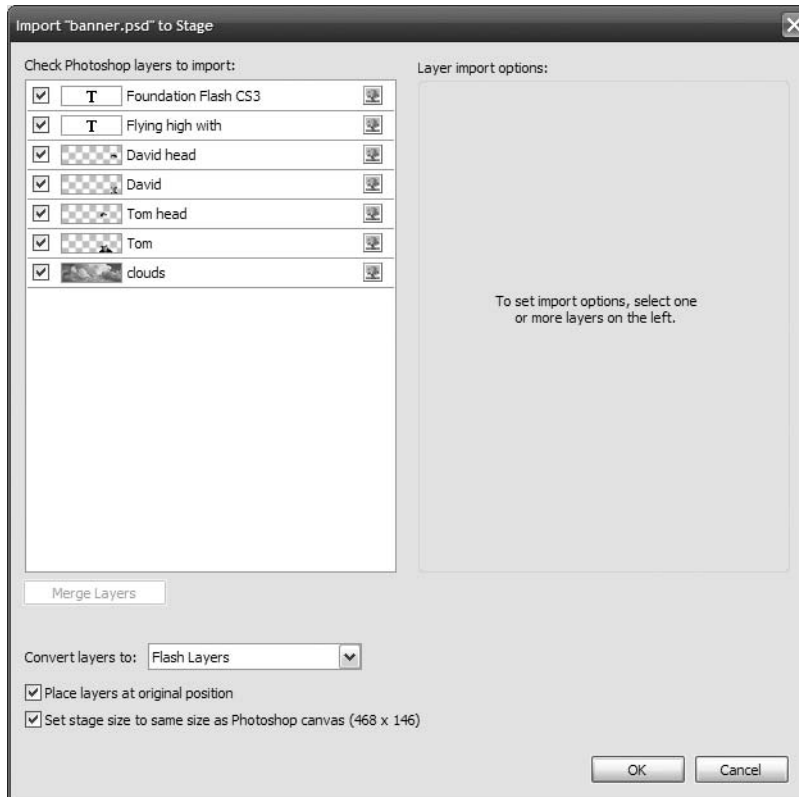 Import "banner.psd" to Stage
Check Photoshop layers to import:
Layer import options:
T Foundation Flash CS3
T Flying high with
David head
David
Tom head
Tom
clouds
To set import options, select one
or more layers on the left.
Merge Layers
Convert layers to: Flash Layers
Place layers at original position
Set stage size to same size as Photoshop canvas (468 x 146)
OK Cancel